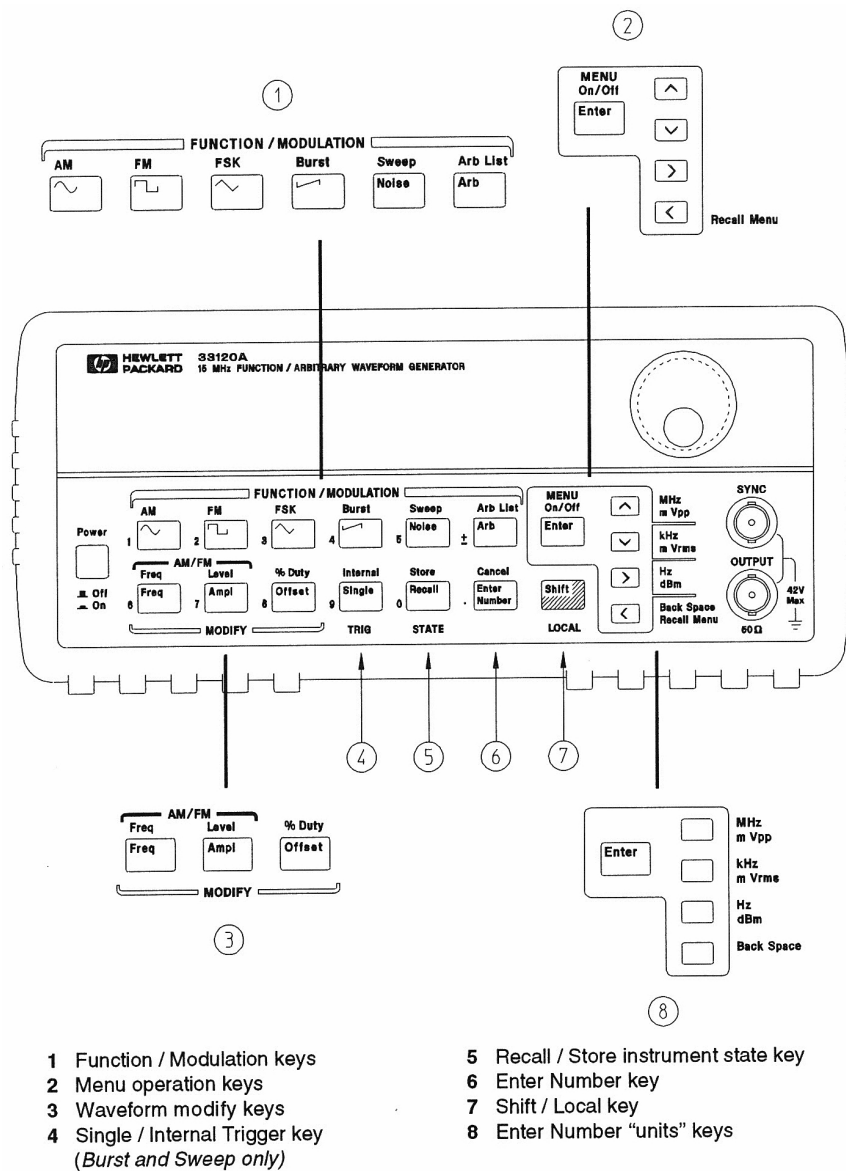 2
MENU
On/Off
Enter
^
v
>
<
Recall Menu
1
FUNCTION / MODULATION
AM FM FSK Burst Sweep Arb List
Noise Arb
hp HEWLETT PACKARD 33120A
15 MHz FUNCTION / ARBITRARY WAVEFORM GENERATOR
FUNCTION / MODULATION
AM FM FSK Burst Sweep Arb List
1 2 3 4 5 Noise ± Arb
MENU
On/Off
Enter
^
v
>
<
MHz
m Vpp
kHz
m Vrms
Hz
dBm
Back Space
Recall Menu
SYNC
OUTPUT
42V
Max
50Ω
Power
Off
On
AM/FM
Freq Level % Duty Internal Store Cancel
6 Freq 7 Ampl 8 Offset 9 Single 0 Recall . Enter Number Shift
MODIFY TRIG STATE LOCAL
4 5 6 7
AM/FM
Freq Level % Duty
Freq Ampl Offset
MODIFY
3
Enter
MHz
m Vpp
kHz
m Vrms
Hz
dBm
Back Space
8
1 Function / Modulation keys
2 Menu operation keys
3 Waveform modify keys
4 Single / Internal Trigger key
(Burst and Sweep only)
5 Recall / Store instrument state key
6 Enter Number key
7 Shift / Local key
8 Enter Number “units” keys